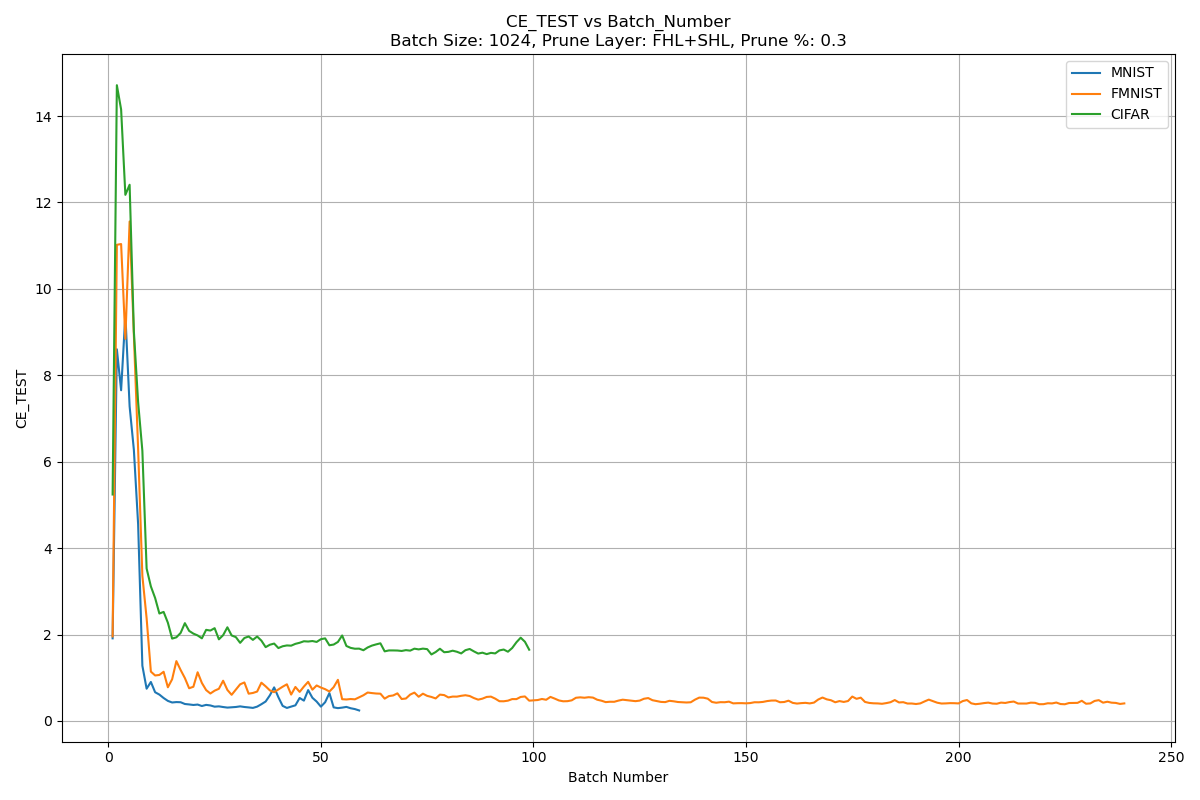 CE_TEST vs Batch_Number
Batch Size: 1024, Prune Layer: FHL+SHL, Prune %: 0.3
MNIST
FMNIST
CIFAR
14
12
10
8
6
4
2
0
CE_TEST
0 50 100 150 200 250
Batch Number